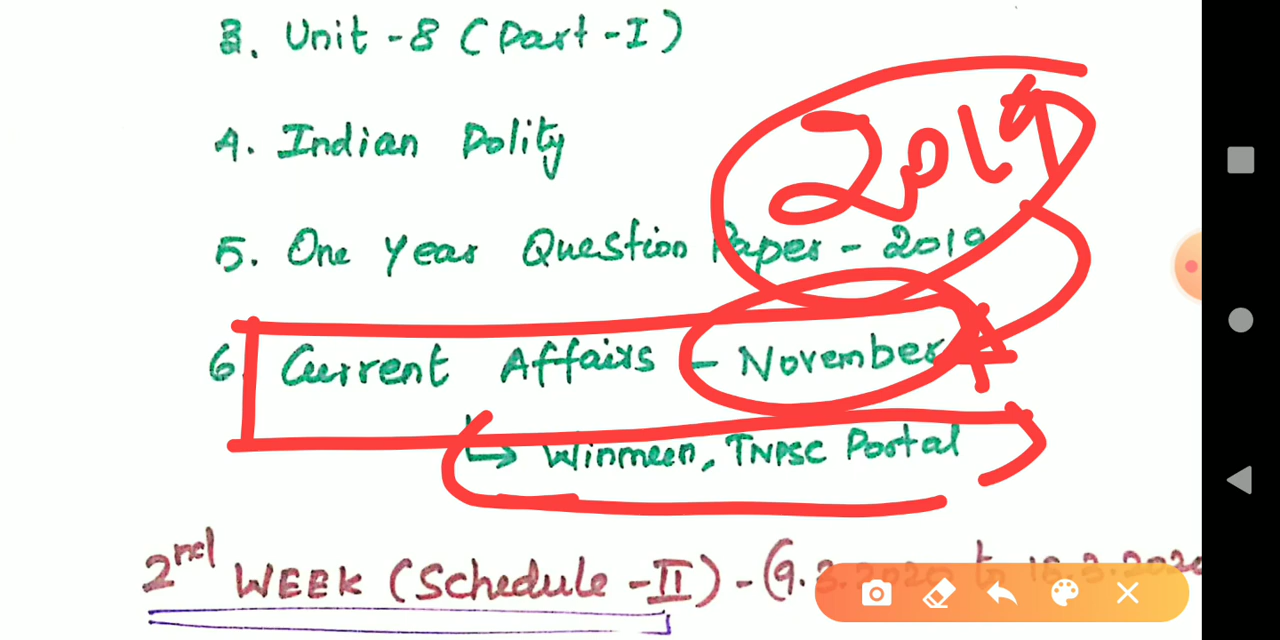 3. Unit - 8 (Part - I)
2019
4. Indian Polity
5. One Year Question Paper - 2019
6. Current Affairs - November
↳ Winmeen, TNPSC Portal
2nd WEEK (Schedule - II) - (9.3.2020 to